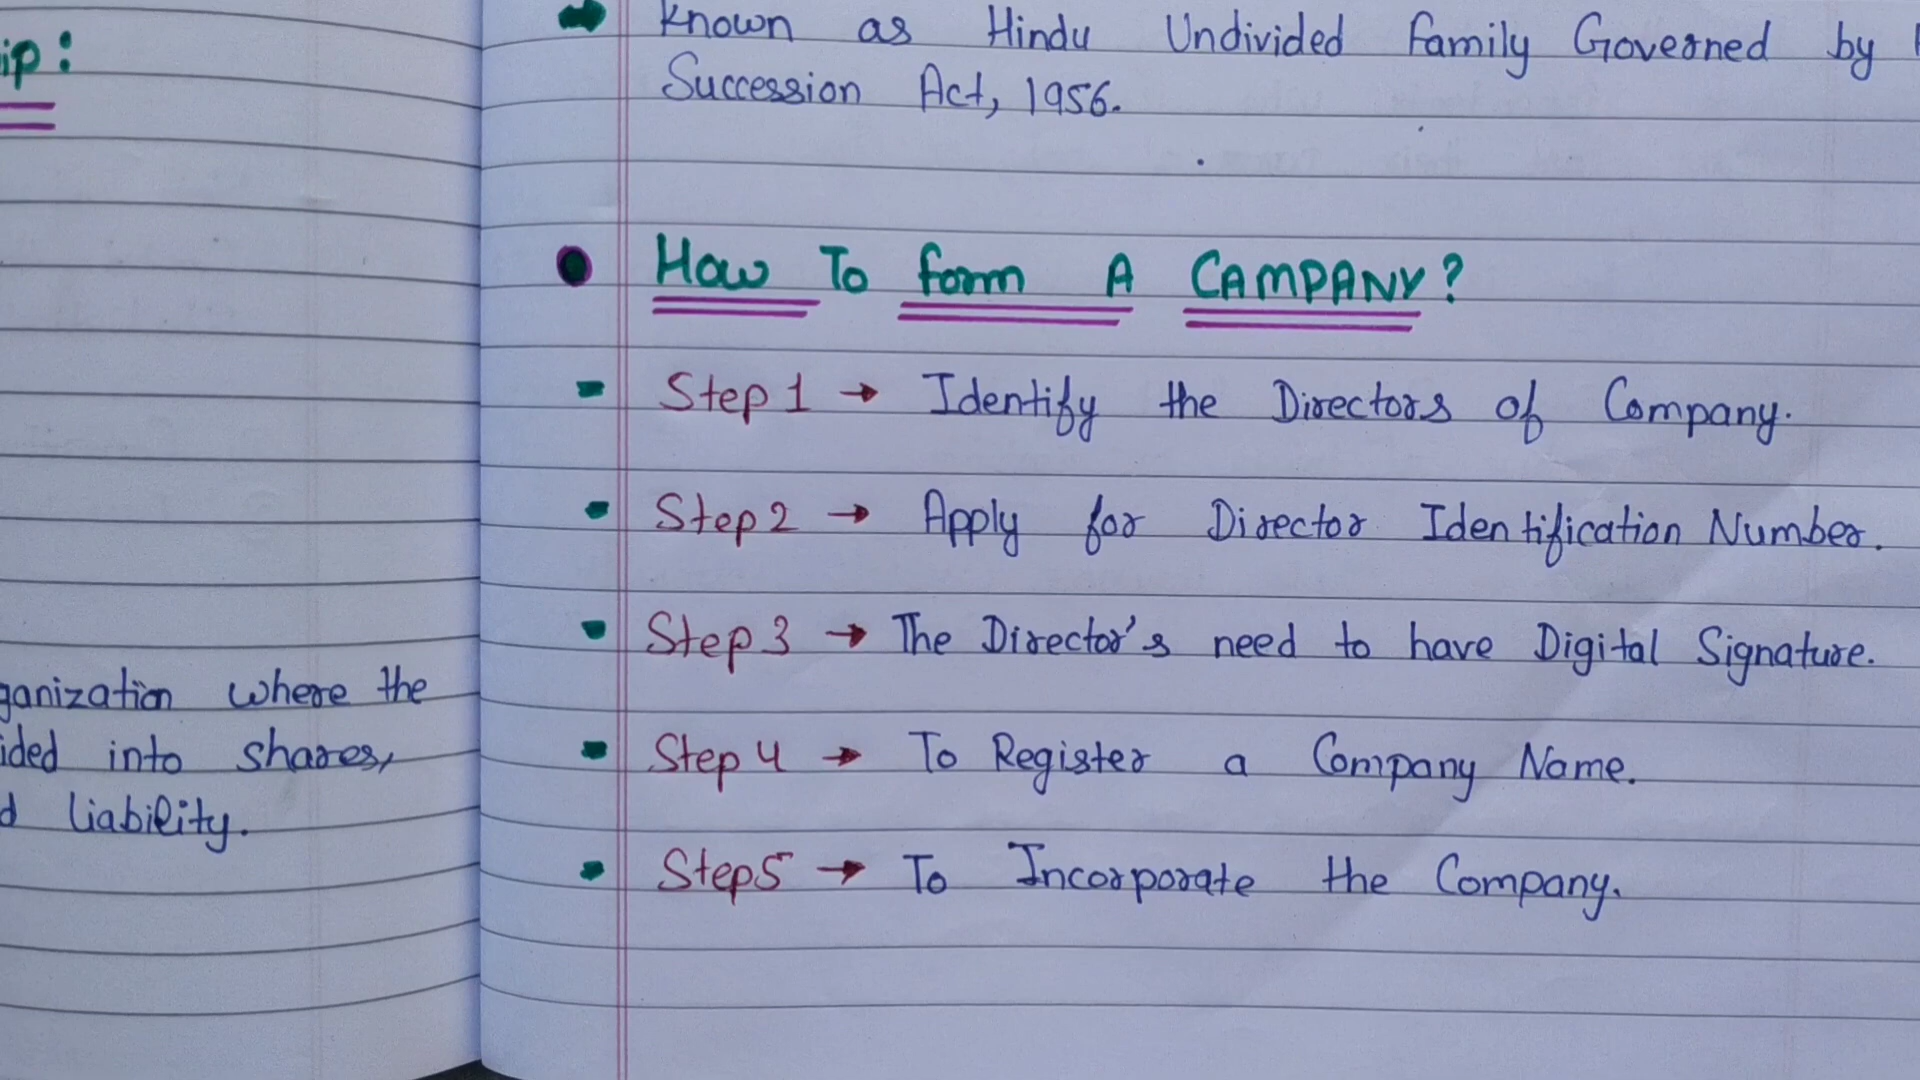 ip:
ganization where the
ided into shares,
d liability.
Known as Hindu Undivided Family Governed by
Succession Act, 1956.
How To form A CAMPANY?
Step 1 → Identify the Directors of Company.
Step 2 → Apply for Director Identification Number.
Step 3 → The Director's need to have Digital Signature.
Step 4 → To Register a Company Name.
Step5 → To Incorporate the Company.